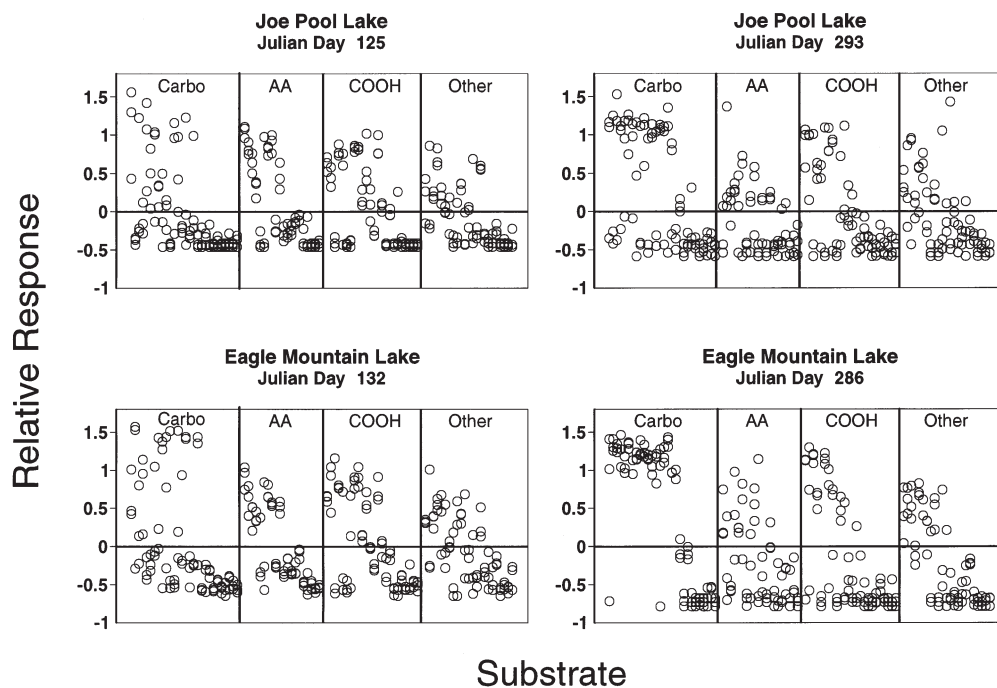 Joe Pool Lake
Julian Day 125
Joe Pool Lake
Julian Day 293
Carbo AA COOH Other
1.5
1
0.5
0
-0.5
-1
Carbo AA COOH Other
1.5
1
0.5
0
-0.5
-1
Relative Response
Eagle Mountain Lake
Julian Day 132
Eagle Mountain Lake
Julian Day 286
Carbo AA COOH Other
1.5
1
0.5
0
-0.5
-1
Carbo AA COOH Other
1.5
1
0.5
0
-0.5
-1
Substrate